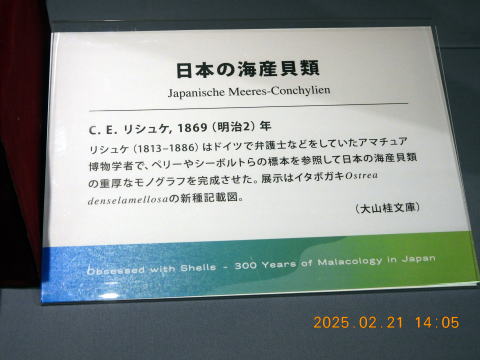 日本の海産貝類
Japanische Meeres-Conchylien
C. E. リシュケ, 1869（明治2）年
リシュケ（1813–1886）はドイツで弁護士などをしていたアマチュア
博物学者で、ペリーやシーボルトらの標本を参照して日本の海産貝類
の重厚なモノグラフを完成させた。展示はイタボガキOstrea
denselamellosaの新種記載図。
（大山桂文庫）
Obsessed with Shells - 300 Years of Malacology in Japan
2025.02.21 14:05